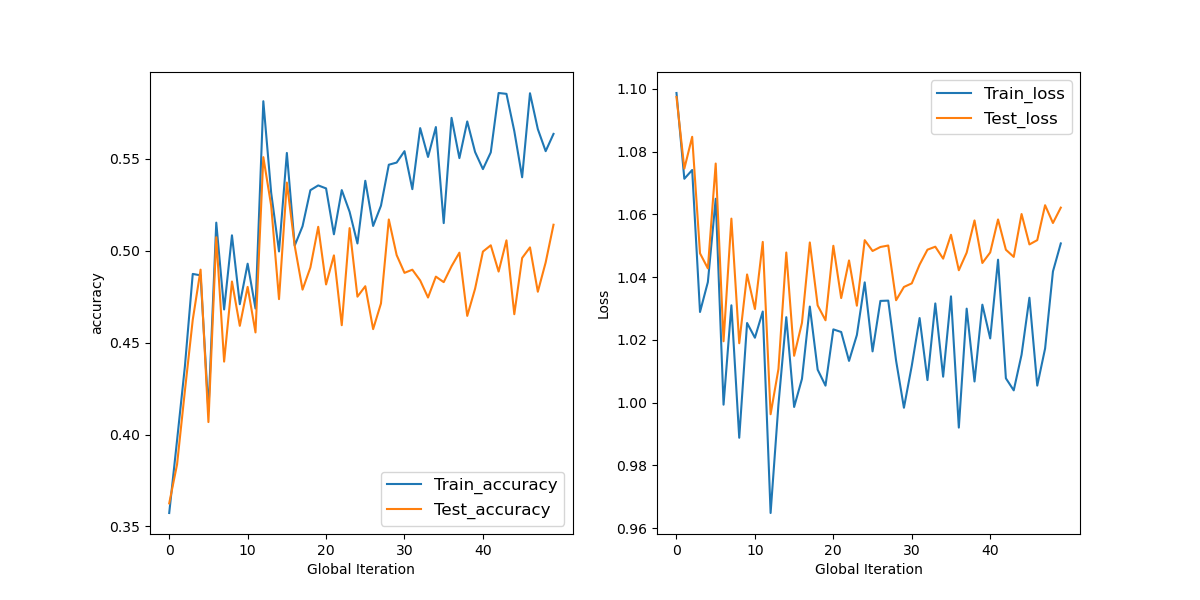 accuracy
0.55
0.50
0.45
0.40
0.35
0
10
20
30
40
Global Iteration
Train_accuracy
Test_accuracy
Loss
1.10
1.08
1.06
1.04
1.02
1.00
0.98
0.96
0
10
20
30
40
Global Iteration
Train_loss
Test_loss